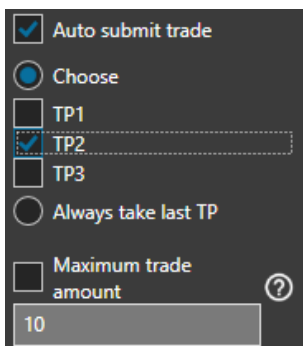 Auto submit trade
Choose
TP1
TP2
TP3
Always take last TP
Maximum trade
amount
?
10